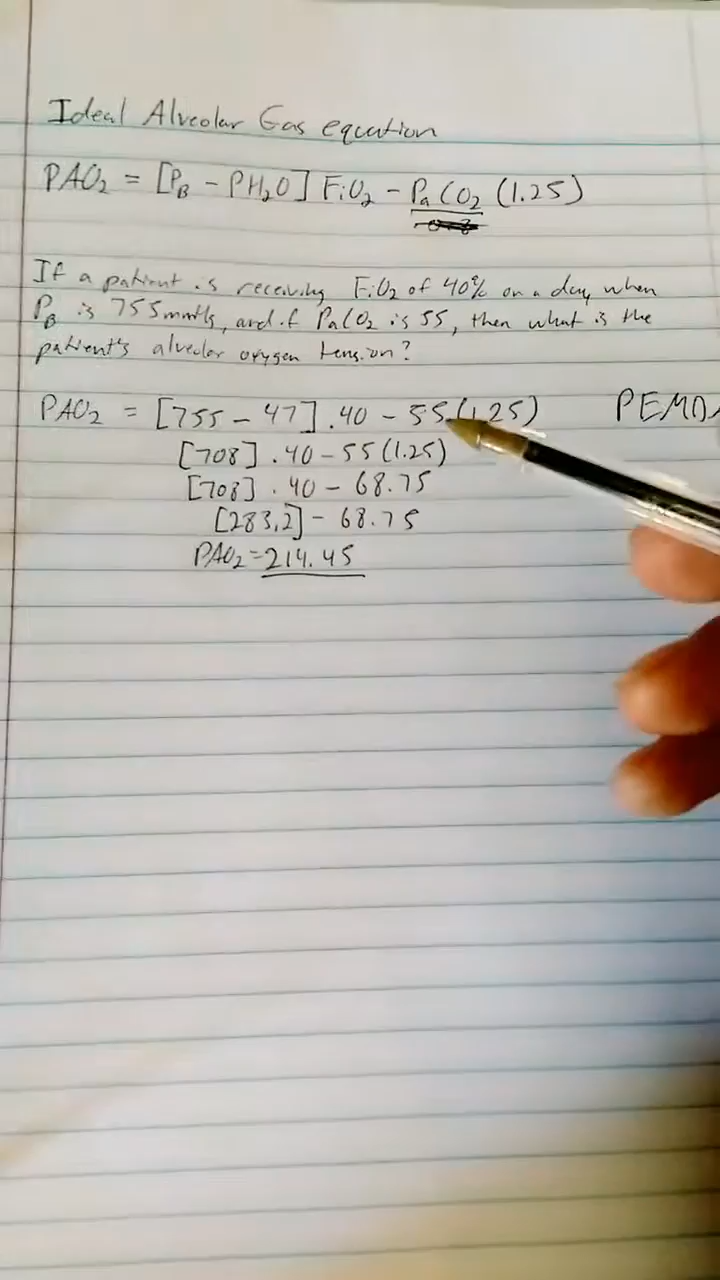 Ideal Alveolar Gas equation
PAO₂ = [P_B - PH₂O] FiO₂ - PaCO₂ (1.25)
If a patient is receiving FiO₂ of 40% on a day when
P_B is 755mmHg, and if PaCO₂ is 55, then what is the
patient's alveolar oxygen tension?
PAO₂ = [755 - 47] .40 - 55(1.25) PEMDA
[708] .40 - 55(1.25)
[708] .40 - 68.75
[283.2] - 68.75
PAO₂ = 214.45